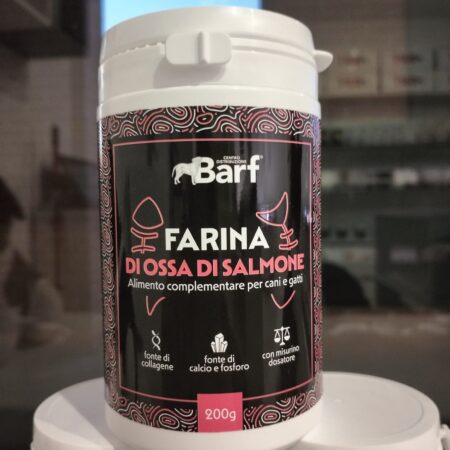 CENTRO
DISTRIBUZIONE
Barf
FARINA
DI OSSA DI SALMONE
Alimento complementare per cani e gatti
fonte di
collagene
fonte di
calcio e fosforo
con misurino
dosatore
200g